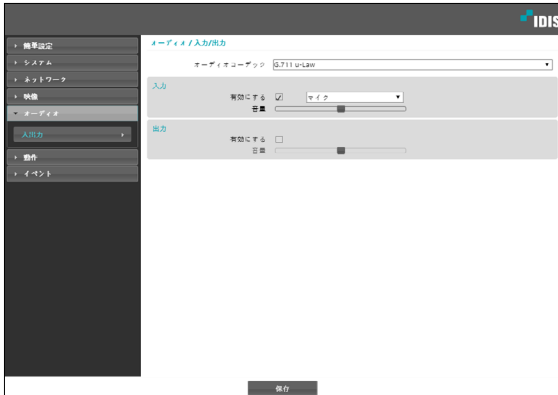 IDIS
簡単設定
システム
ネットワーク
映像
オーディオ
入出力
動作
イベント
オーディオ / 入力/出力
オーディオコーデック G.711 u-Law
入力
有効にする マイク
音量
出力
有効にする
音量
保存